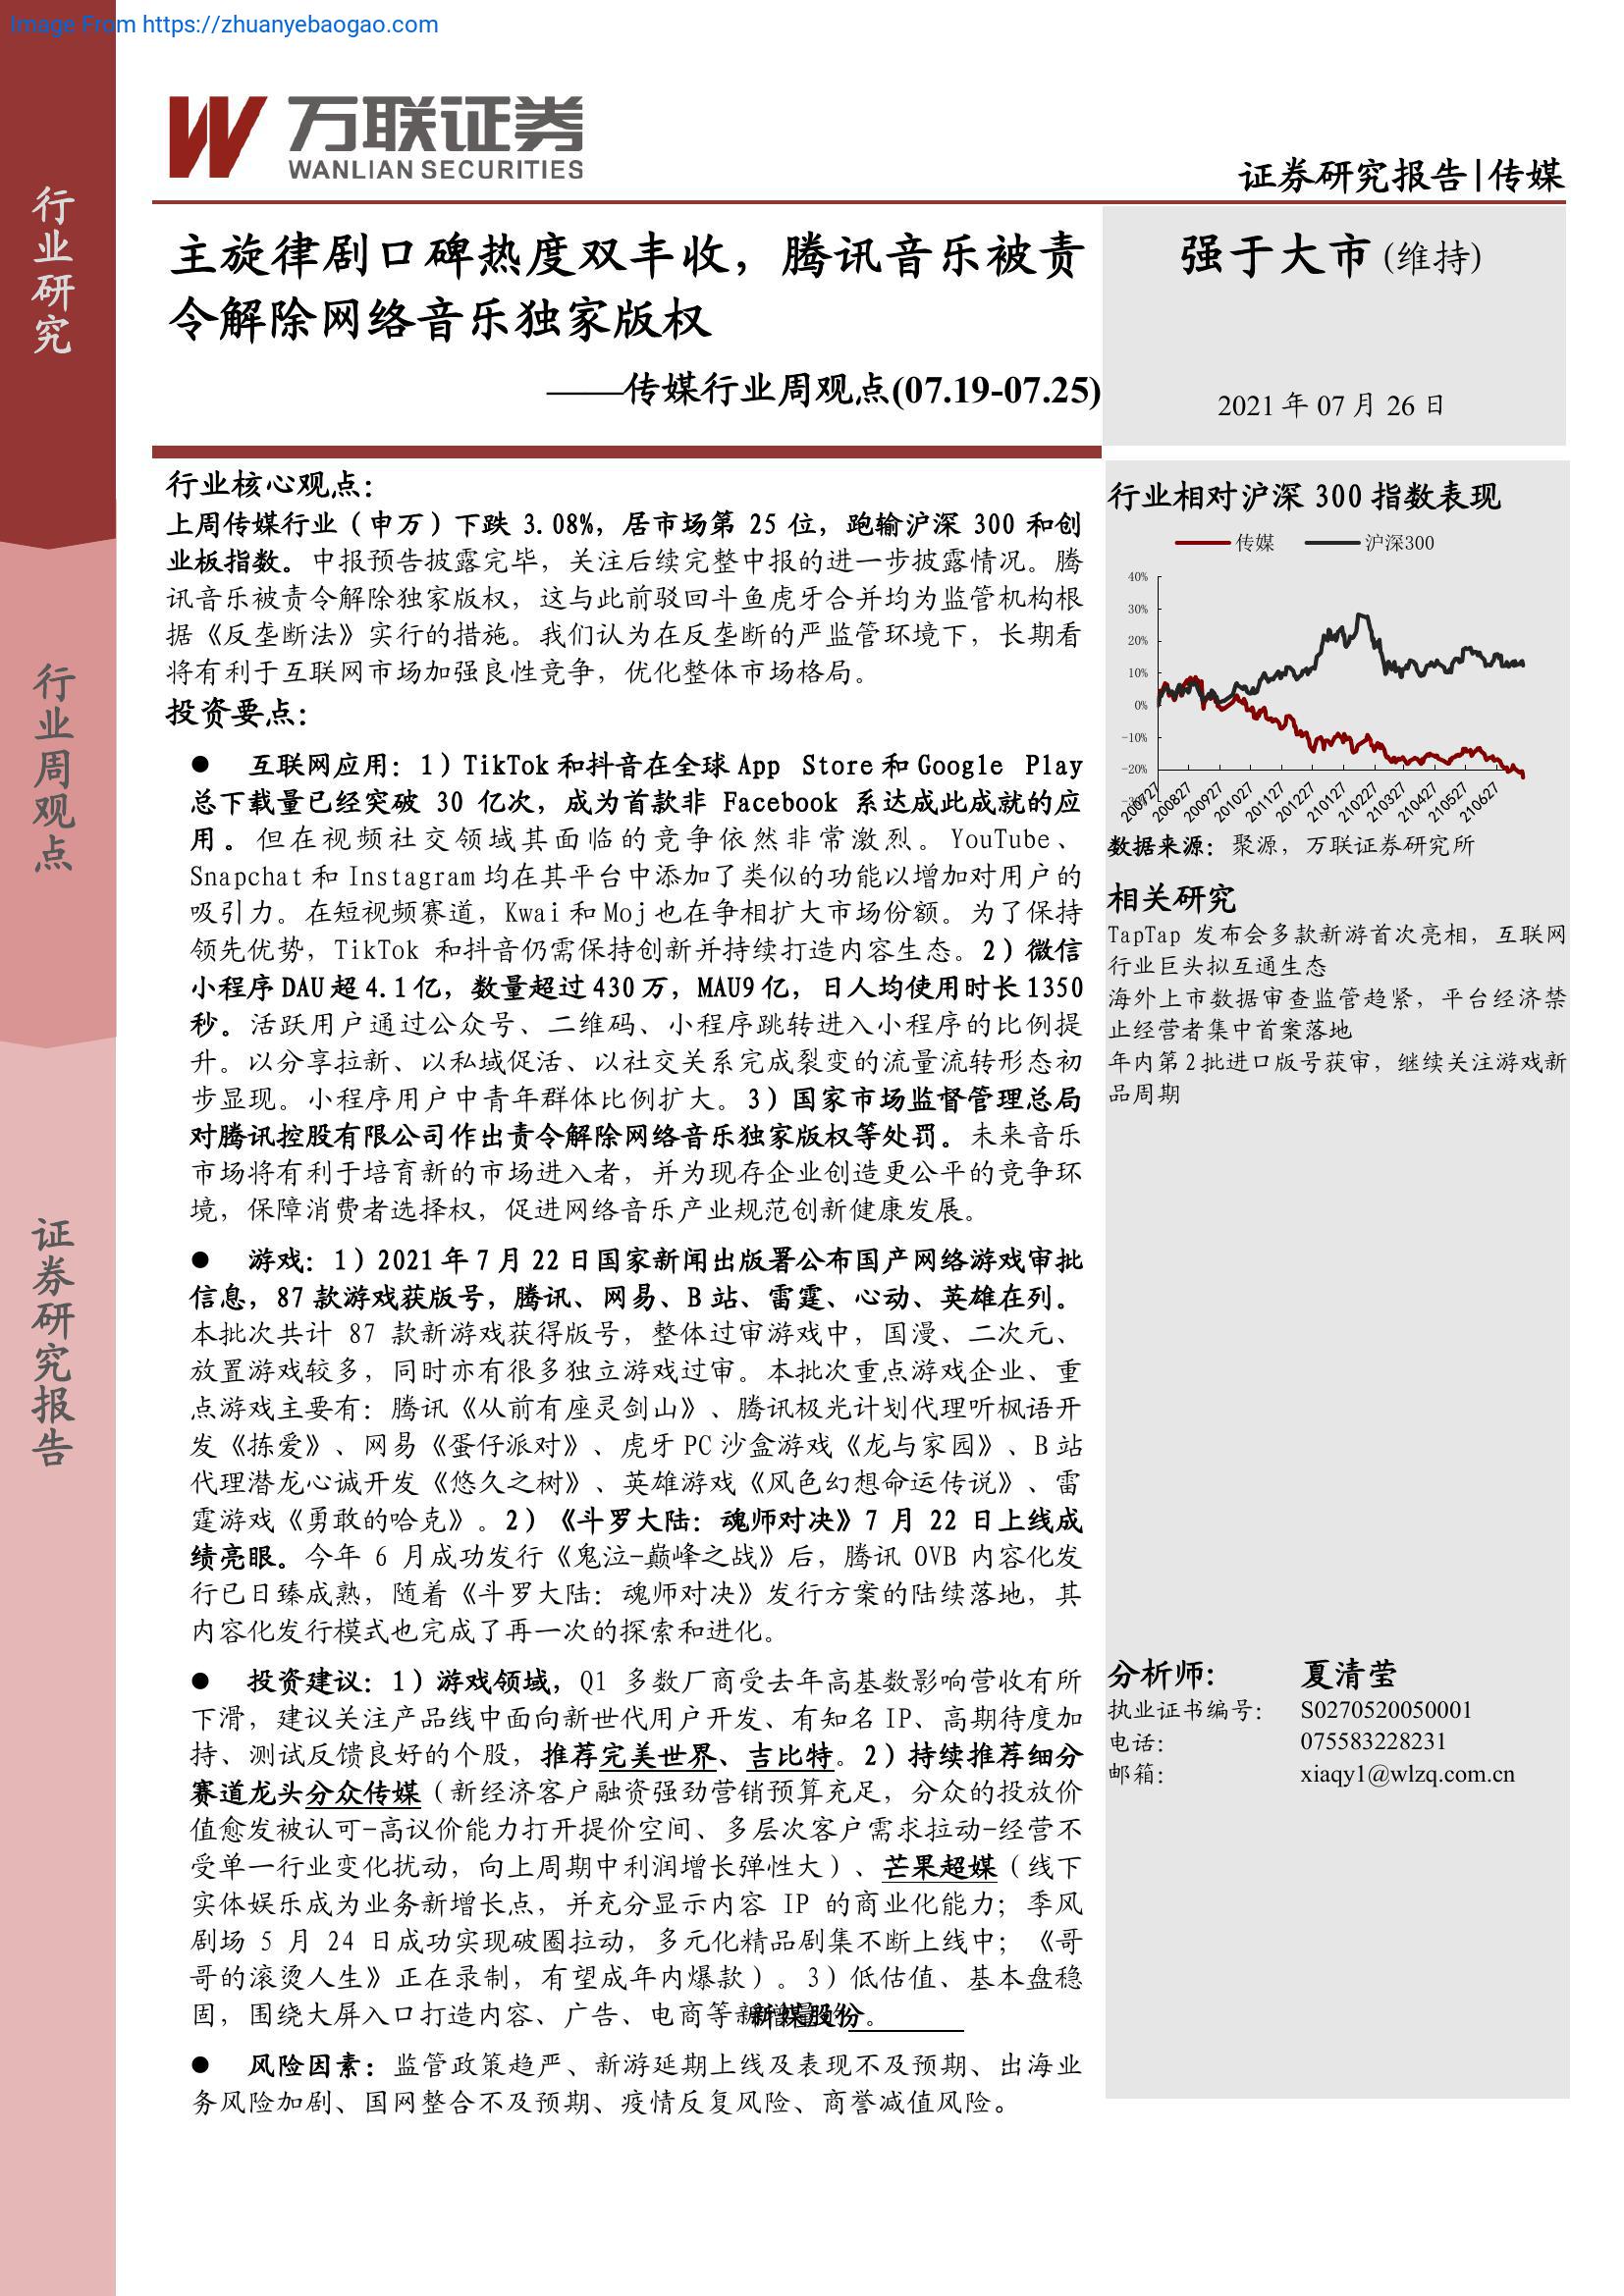 Image From https://zhuanyebaogao.com
万联证券
WANLIAN SECURITIES
证券研究报告|传媒
行业研究
行业周观点
证券研究报告
主旋律剧口碑热度双丰收，腾讯音乐被责
令解除网络音乐独家版权
——传媒行业周观点(07.19-07.25)
强于大市(维持)
2021 年 07 月 26 日
行业核心观点：
上周传媒行业（申万）下跌 3.08%，居市场第 25 位，跑输沪深 300 和创
业板指数。中报预告披露完毕，关注后续完整中报的进一步披露情况。腾
讯音乐被责令解除独家版权，这与此前驳回斗鱼虎牙合并均为监管机构根
据《反垄断法》实行的措施。我们认为在反垄断的严监管环境下，长期看
将有利于互联网市场加强良性竞争，优化整体市场格局。
投资要点：
● 互联网应用：1）TikTok 和抖音在全球 App Store 和 Google Play
总下载量已经突破 30 亿次，成为首款非 Facebook 系达成此成就的应
用。但在视频社交领域其面临的竞争依然非常激烈。YouTube、
Snapchat 和 Instagram 均在其平台中添加了类似的功能以增加对用户的
吸引力。在短视频赛道，Kwai 和 Moj 也在争相扩大市场份额。为了保持
领先优势，TikTok 和抖音仍需保持创新并持续打造内容生态。2）微信
小程序 DAU 超 4.1 亿，数量超过 430 万，MAU9 亿，日人均使用时长 1350
秒。活跃用户通过公众号、二维码、小程序跳转进入小程序的比例提
升。以分享拉新、以私域促活、以社交关系完成裂变的流量流转形态初
步显现。小程序用户中青年群体比例扩大。3）国家市场监督管理总局
对腾讯控股有限公司作出责令解除网络音乐独家版权等处罚。未来音乐
市场将有利于培育新的市场进入者，并为现存企业创造更公平的竞争环
境，保障消费者选择权，促进网络音乐产业规范创新健康发展。
● 游戏：1）2021 年 7 月 22 日国家新闻出版署公布国产网络游戏审批
信息，87 款游戏获版号，腾讯、网易、B 站、雷霆、心动、英雄在列。
本批次共计 87 款新游戏获得版号，整体过审游戏中，国漫、二次元、
放置游戏较多，同时亦有很多独立游戏过审。本批次重点游戏企业、重
点游戏主要有：腾讯《从前有座灵剑山》、腾讯极光计划代理听枫语开
发《拣爱》、网易《蛋仔派对》、虎牙 PC 沙盒游戏《龙与家园》、B 站
代理潜龙心诚开发《悠久之树》、英雄游戏《风色幻想命运传说》、雷
霆游戏《勇敢的哈克》。2）《斗罗大陆：魂师对决》7 月 22 日上线成
绩亮眼。今年 6 月成功发行《鬼泣-巅峰之战》后，腾讯 OVB 内容化发
行已日臻成熟，随着《斗罗大陆：魂师对决》发行方案的陆续落地，其
内容化发行模式也完成了再一次的探索和进化。
● 投资建议：1）游戏领域，Q1 多数厂商受去年高基数影响营收有所
下滑，建议关注产品线中面向新世代用户开发、有知名 IP、高期待度加
持、测试反馈良好的个股，推荐完美世界、吉比特。2）持续推荐细分
赛道龙头分众传媒（新经济客户融资强劲营销预算充足，分众的投放价
值愈发被认可-高议价能力打开提价空间、多层次客户需求拉动-经营不
受单一行业变化扰动，向上周期中利润增长弹性大）、芒果超媒（线下
实体娱乐成为业务新增长点，并充分显示内容 IP 的商业化能力；季风
剧场 5 月 24 日成功实现破圈拉动，多元化精品剧集不断上线中；《哥
哥的滚烫人生》正在录制，有望成年内爆款）。3）低估值、基本盘稳
固，围绕大屏入口打造内容、广告、电商等新媒股份。
● 风险因素：监管政策趋严、新游延期上线及表现不及预期、出海业
务风险加剧、国网整合不及预期、疫情反复风险、商誉减值风险。
行业相对沪深 300 指数表现
传媒 沪深300
40%
30%
20%
10%
0%
-10%
-20%
200727 200827 200927 201027 201127 201227 210127 210227 210327 210427 210527 210627
数据来源：聚源，万联证券研究所
相关研究
TapTap 发布会多款新游首次亮相，互联网
行业巨头拟互通生态
海外上市数据审查监管趋紧，平台经济禁
止经营者集中首案落地
年内第 2 批进口版号获审，继续关注游戏新
品周期
分析师: 夏清莹
执业证书编号: S0270520050001
电话: 075583228231
邮箱: xiaqy1@wlzq.com.cn